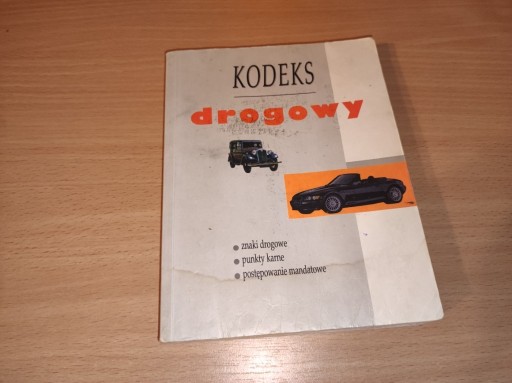 KODEKS
drogowy
znaki drogowe
punkty karne
postępowanie mandatowe